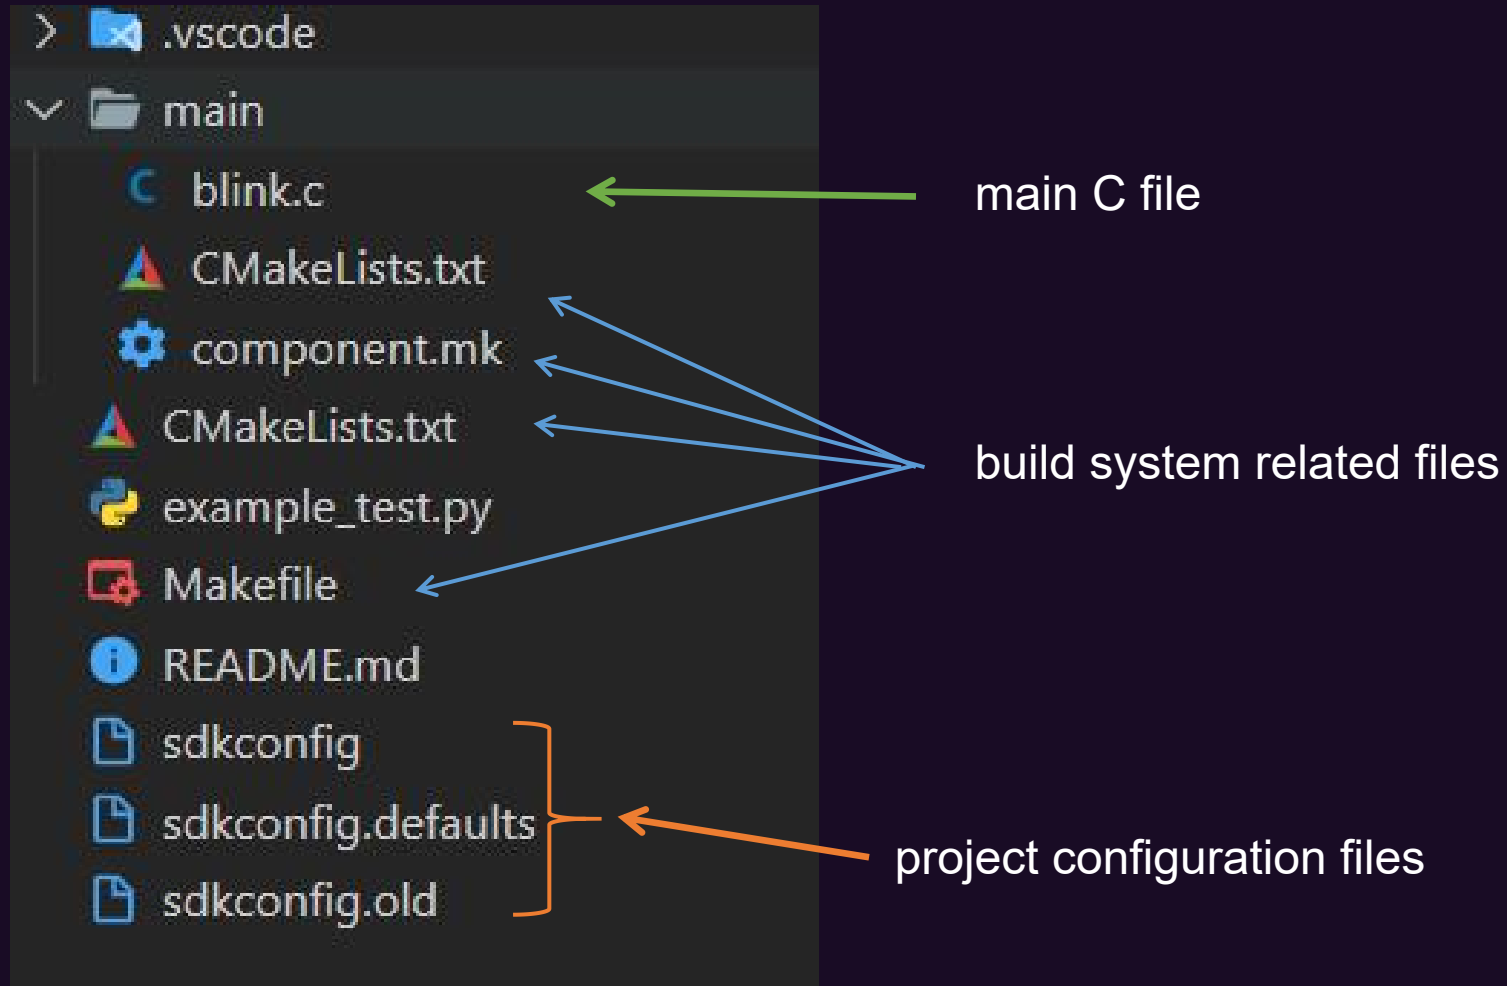 .vscode
main
blink.c
main C file
CMakeLists.txt
component.mk
CMakeLists.txt
build system related files
example_test.py
Makefile
README.md
sdkconfig
sdkconfig.defaults
project configuration files
sdkconfig.old